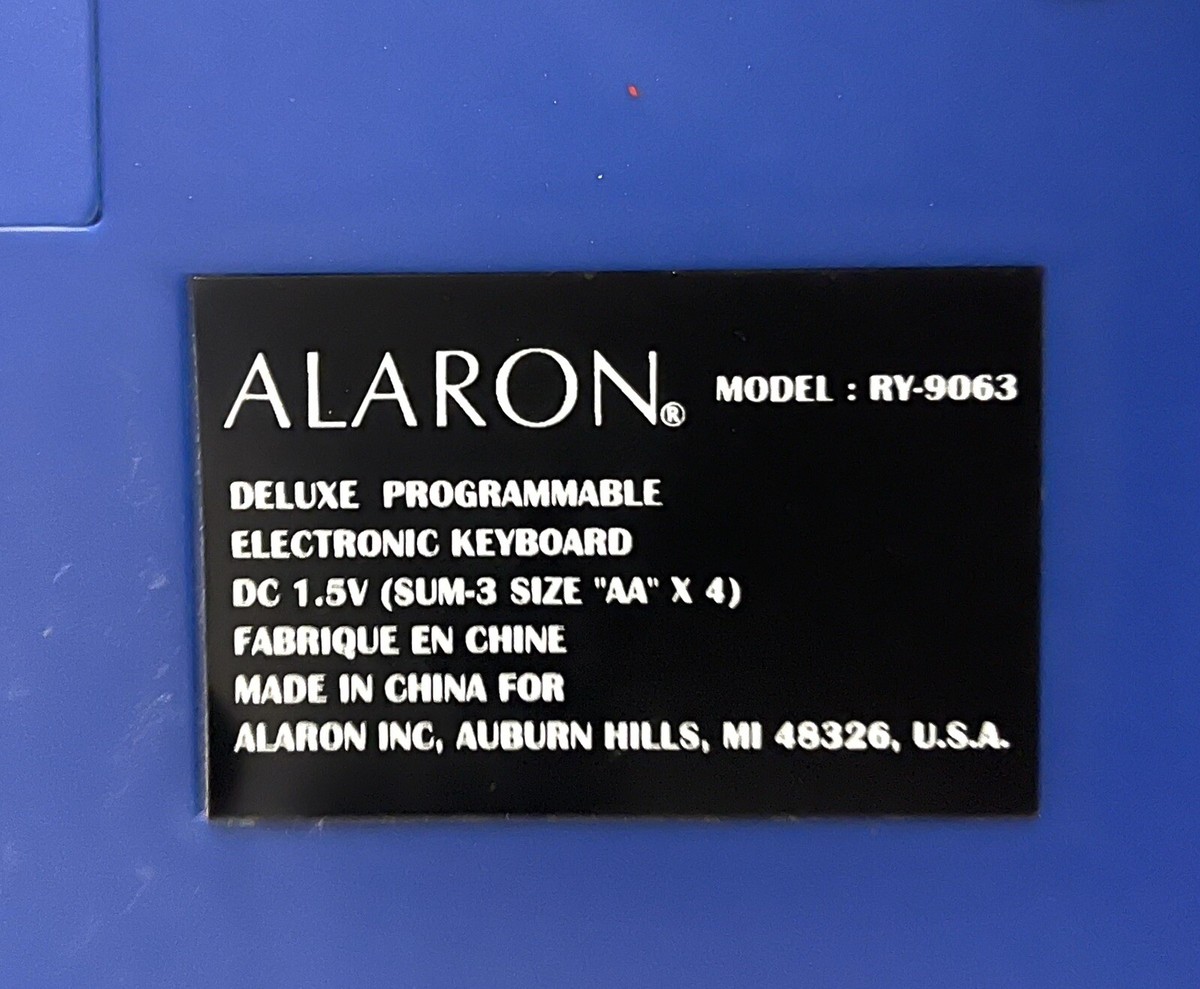 ALARON® MODEL : RY-9063
DELUXE PROGRAMMABLE
ELECTRONIC KEYBOARD
DC 1.5V (SUM-3 SIZE "AA" X 4)
FABRIQUE EN CHINE
MADE IN CHINA FOR
ALARON INC, AUBURN HILLS, MI 48326, U.S.A.